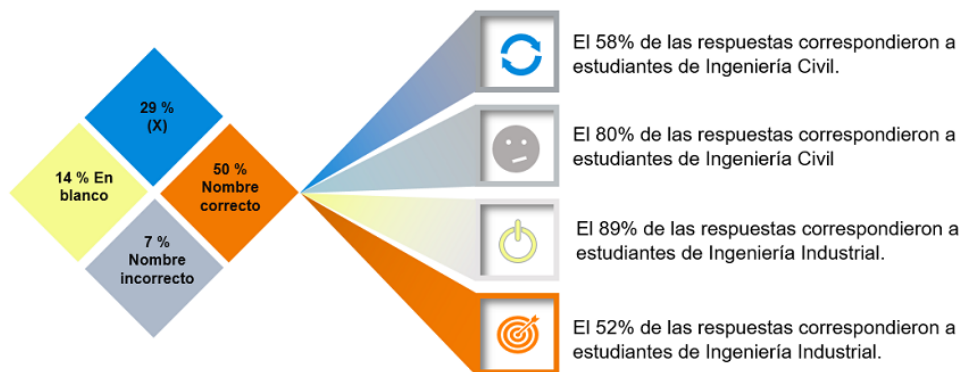 29 %
(X)
14 % En
blanco
50 %
Nombre
correcto
7 %
Nombre
incorrecto
El 58% de las respuestas correspondieron a
estudiantes de Ingeniería Civil.
El 80% de las respuestas correspondieron a
estudiantes de Ingeniería Civil
El 89% de las respuestas correspondieron a
estudiantes de Ingeniería Industrial.
El 52% de las respuestas correspondieron a
estudiantes de Ingeniería Industrial.